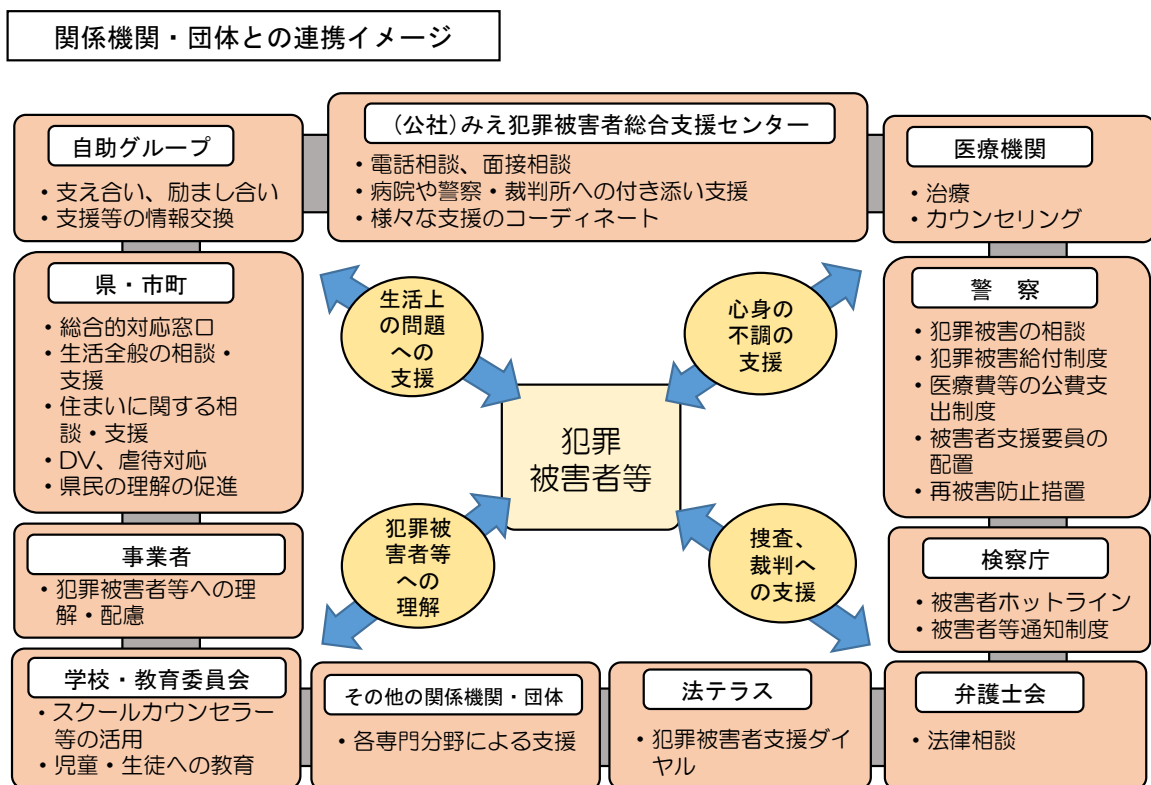 関係機関・団体との連携イメージ
自助グループ
・支え合い、励まし合い
・支援等の情報交換
(公社)みえ犯罪被害者総合支援センター
・電話相談、面接相談
・病院や警察・裁判所への付き添い支援
・様々な支援のコーディネート
医療機関
・治療
・カウンセリング
県・市町
・総合的対応窓口
・生活全般の相談・
支援
・住まいに関する相
談・支援
・DV、虐待対応
・県民の理解の促進
生活上
の問題
への
支援
心身の
不調の
支援
警　察
・犯罪被害の相談
・犯罪被害給付制度
・医療費等の公費支
出制度
・被害者支援要員の
配置
・再被害防止措置
犯罪
被害者等
事業者
・犯罪被害者等への理
解・配慮
犯罪被
害者等
への
理解
捜査、
裁判へ
の支援
検察庁
・被害者ホットライン
・被害者等通知制度
学校・教育委員会
・スクールカウンセラー
等の活用
・児童・生徒への教育
その他の関係機関・団体
・各専門分野による支援
法テラス
・犯罪被害者支援ダイ
ヤル
弁護士会
・法律相談